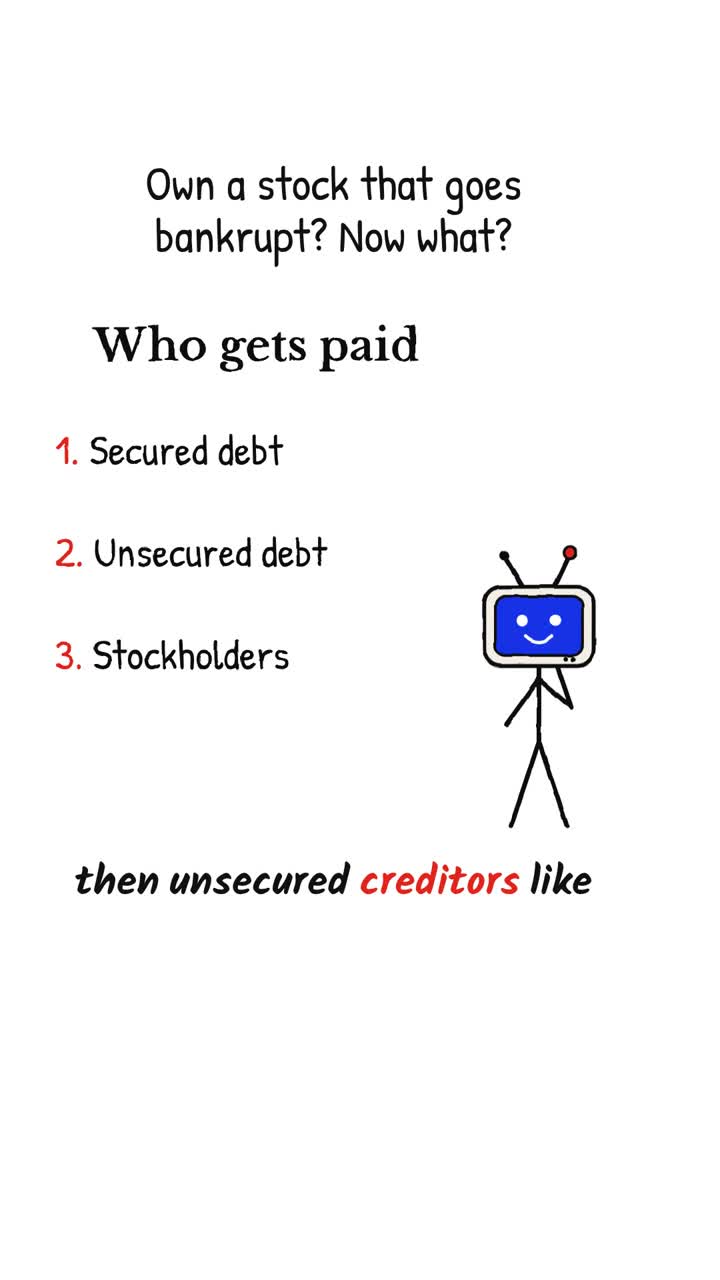 Own a stock that goes
bankrupt? Now what?
Who gets paid
1. Secured debt
2. Unsecured debt
3. Stockholders
then unsecured creditors like